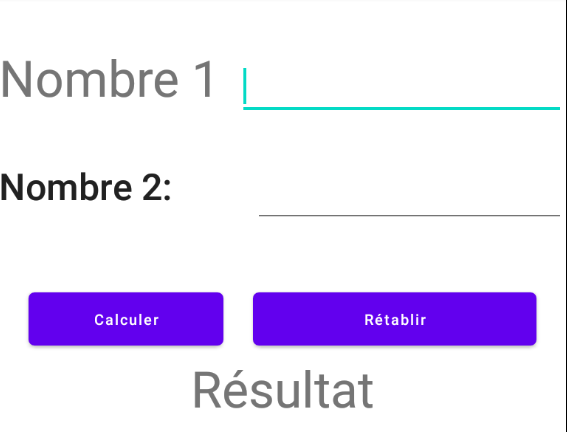 Nombre 1
Nombre 2:
Calculer Rétablir
Résultat